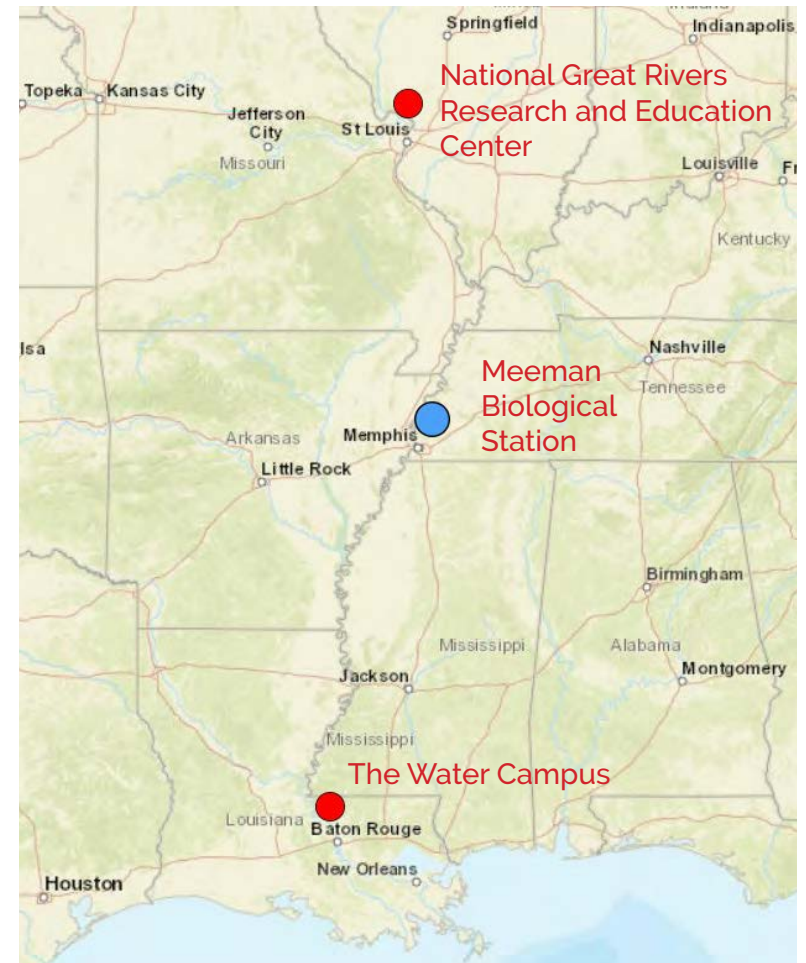 Springfield
Indianapolis
National Great Rivers
Research and Education
Center
Topeka
Kansas City
Jefferson
City
St Louis
Missouri
Louisville
Fr
Kentucky
lsa
Nashville
Tennessee
Meeman
Biological
Station
Arkansas
Memphis
Little Rock
Birmingham
Mississippi
Alabama
Jackson
Montgomery
Mississippi
The Water Campus
Louisiana
Baton Rouge
New Orleans
Houston